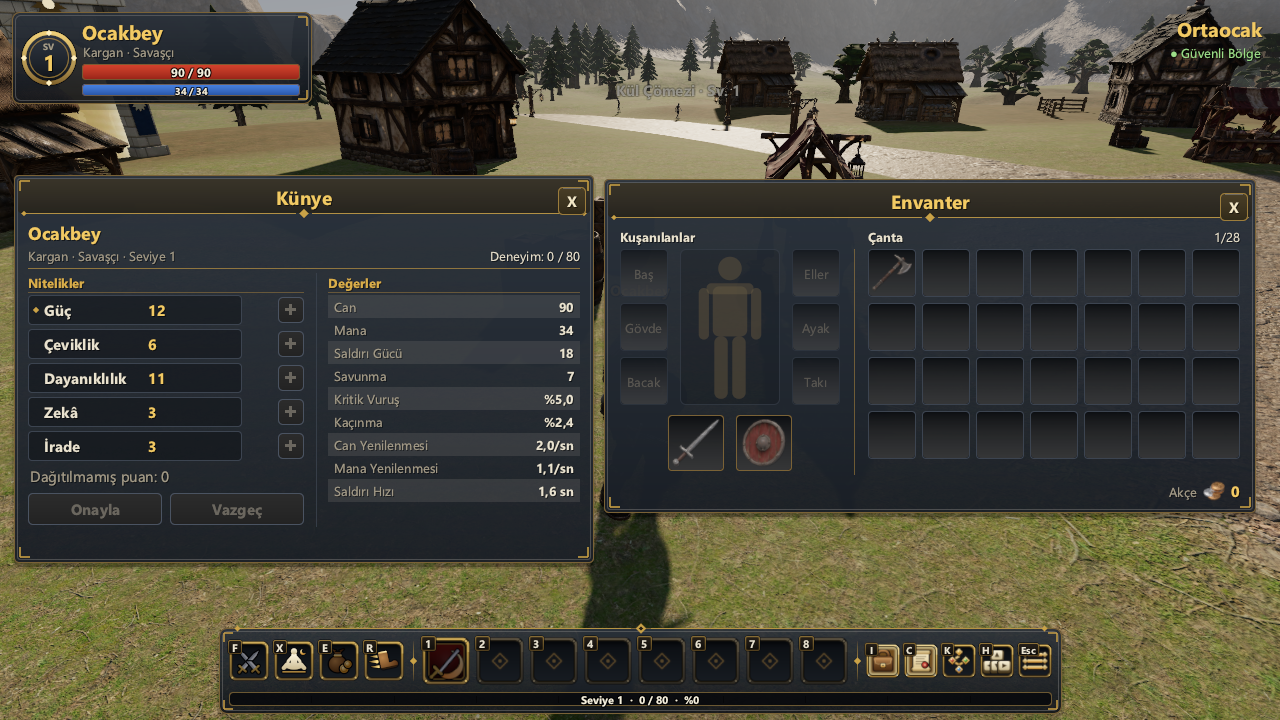 SV
1
Ocakbey
Kargan · Savaşçı
90 / 90
34 / 34
Ortaocak
Güvenli Bölge
Kül Gömezi · Sv. 1
Künye
X
Ocakbey
Kargan · Savaşçı · Seviye 1
Deneyim: 0 / 80
Nitelikler
Güç 12 +
Çeviklik 6 +
Dayanıklılık 11 +
Zekâ 3 +
İrade 3 +
Dağıtılmamış puan: 0
Onayla
Vazgeç
Değerler
Can 90
Mana 34
Saldırı Gücü 18
Savunma 7
Kritik Vuruş %5,0
Kaçınma %2,4
Can Yenilenmesi 2,0/sn
Mana Yenilenmesi 1,1/sn
Saldırı Hızı 1,6 sn
Envanter
X
Kuşanılanlar
Baş
Eller
Gövde
Ayak
Bacak
Takı
Çanta
1/28
Akçe 0
F X E R 1 2 3 4 5 6 7 8 I C K H Esc
Seviye 1 · 0 / 80 · %0